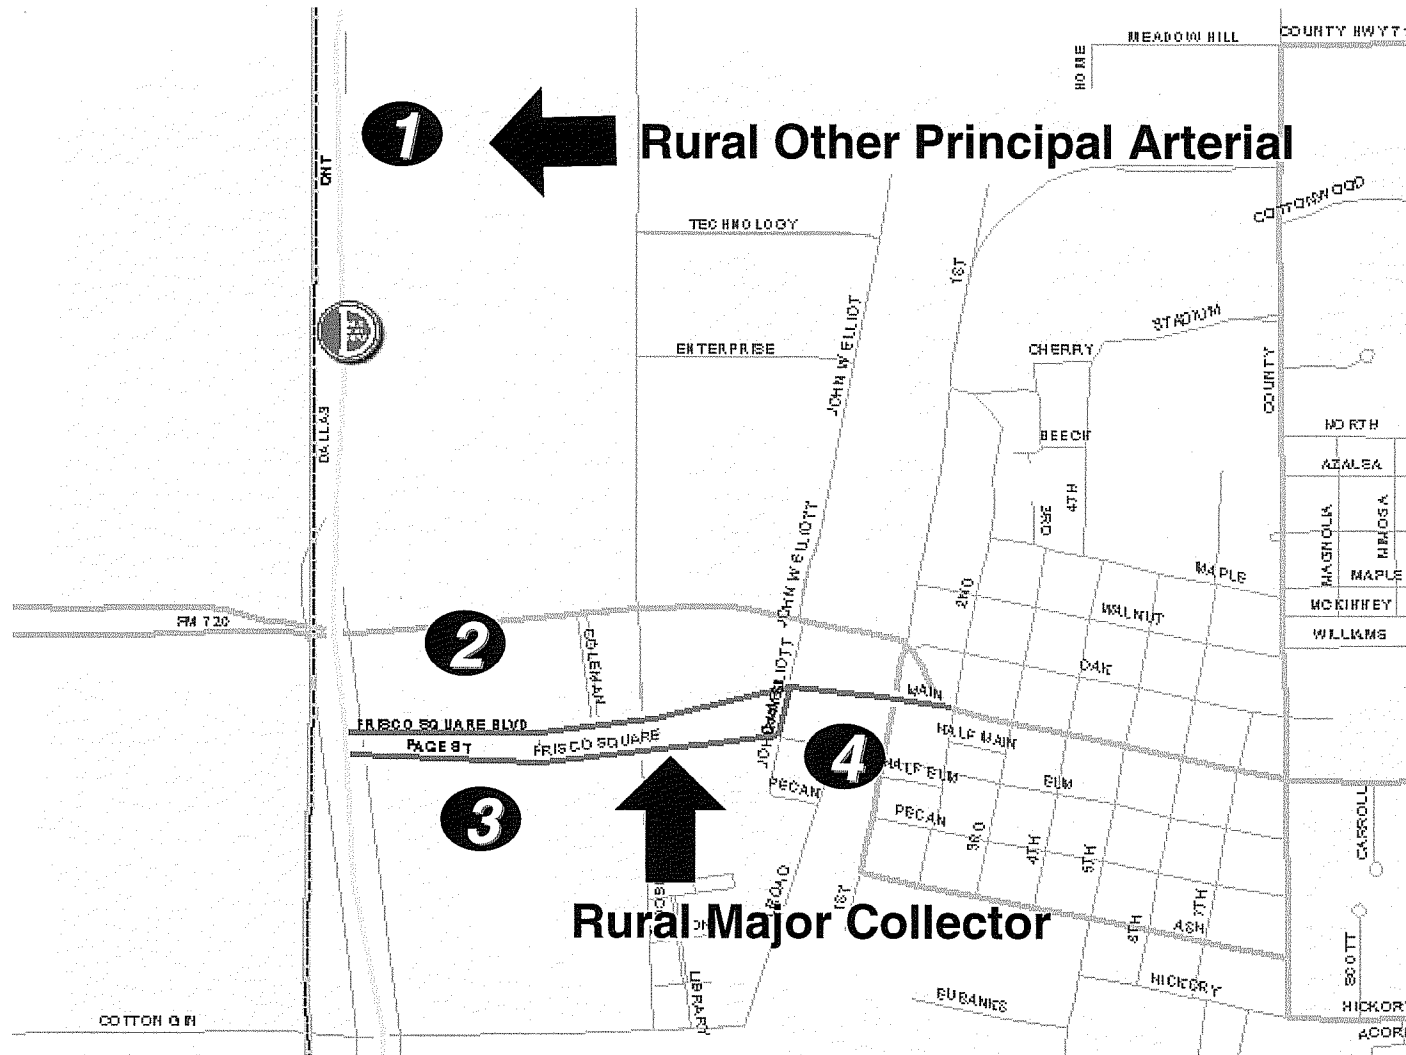 MEADOW HILL
COUNTY HWY 71
HOME
1
Rural Other Principal Arterial
DNT
COTTONWOOD
TECHNOLOGY
1ST
STADIUM
JOHN W ELLIOT
ENTERPRISE
CHERRY
COUNTY
DALLAS
NORTH
BEECH
AZALEA
4TH
3RD
MAGNOLIA
MIMOSA
JOHN W ELLIOTT
MAPLE
MAPLE
2ND
MCKINNEY
WALNUT
FM 720
WILLIAMS
2
COLEMAN
OAK
MAIN
FRISCO SQUARE BLVD
FRISCO SQUARE
HALF MAIN
PAGE ST
4
HALF ELM
ELM
PECAN
PECAN
3
3RD
4TH
5TH
CARROLL
BROAD
1ST
Rural Major Collector
6TH
7TH
ASH
SCOTT
LIBRARY
HICKORY
EUBANKS
HICKORY
COTTON GIN
ACORN